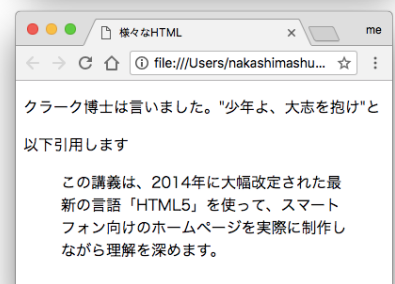 様々なHTML
me
file:///Users/nakashimashu...
クラーク博士は言いました。"少年よ、大志を抱け"と
以下引用します
この講義は、2014年に大幅改定された最
新の言語「HTML5」を使って、スマート
フォン向けのホームページを実際に制作し
ながら理解を深めます。